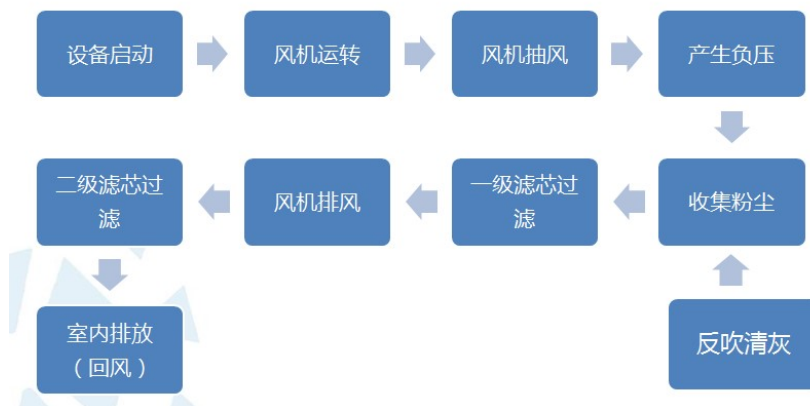 设备启动
风机运转
风机抽风
产生负压
收集粉尘
一级滤芯过
滤
风机排风
二级滤芯过
滤
室内排放
（回风）
反吹清灰